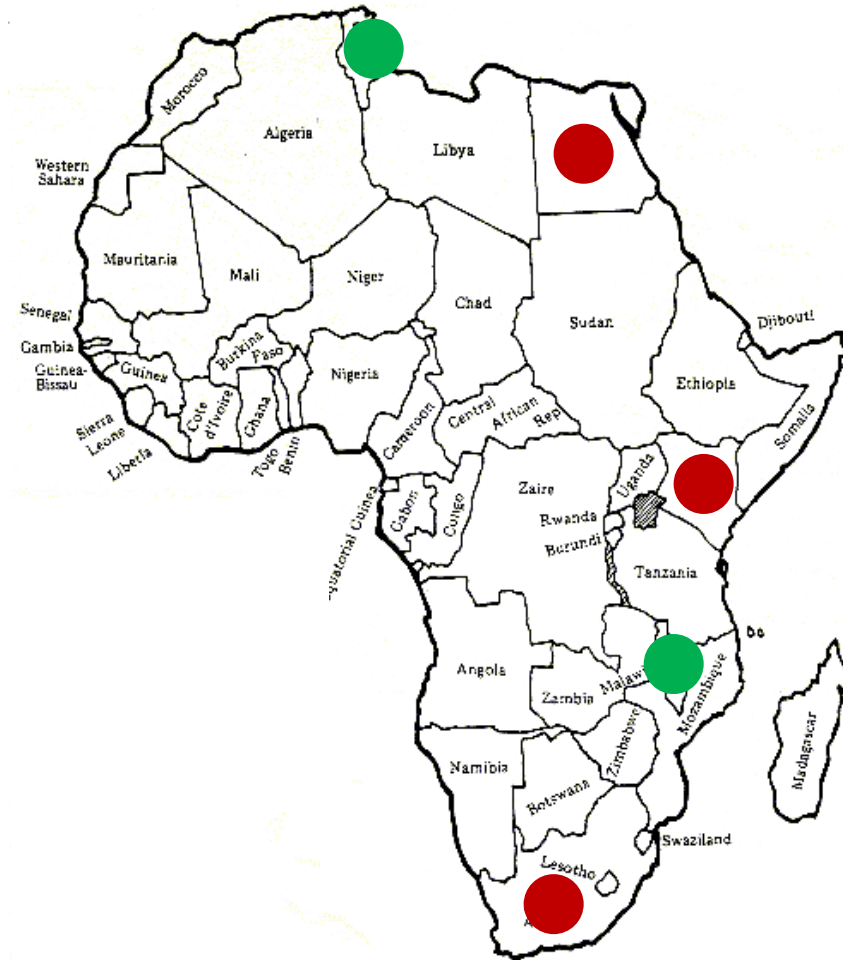 Morocco
Algeria
Libya
Western
Sahara
Mauritania
Mali
Niger
Chad
Sudan
Senegal
Gambia
Guinea-
Bissau
Guinea
Sierra
Leone
Liberia
Cote
d'Ivoire
Burkina
Faso
Ghana
Togo
Benin
Nigeria
Cameroon
Central
African
Rep
Djibouti
Ethiopia
Somalia
quatorial Guinea
Gabon
Congo
Zaire
Uganda
Rwanda
Burundi
Tanzania
Angola
Zambia
Malawi
Mozambique
Zimbabwe
Namibia
Botswana
Madagascar
Swaziland
Lesotho
A